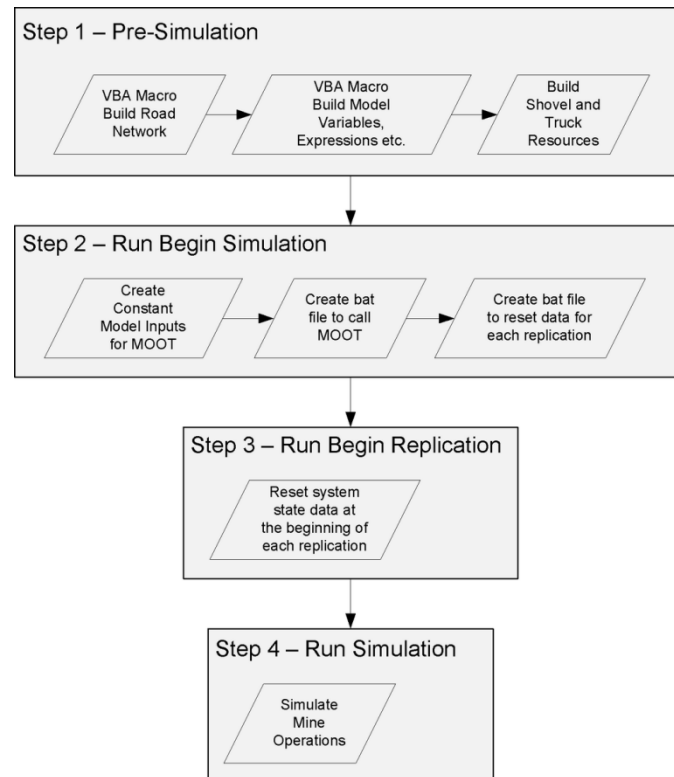 Step 1 – Pre-Simulation
VBA Macro
Build Road
Network
VBA Macro
Build Model
Variables,
Expressions etc.
Build
Shovel and
Truck
Resources
Step 2 – Run Begin Simulation
Create
Constant
Model Inputs
for MOOT
Create bat
file to call
MOOT
Create bat file
to reset data for
each replication
Step 3 – Run Begin Replication
Reset system
state data at
the beginning of
each replication
Step 4 – Run Simulation
Simulate
Mine
Operations